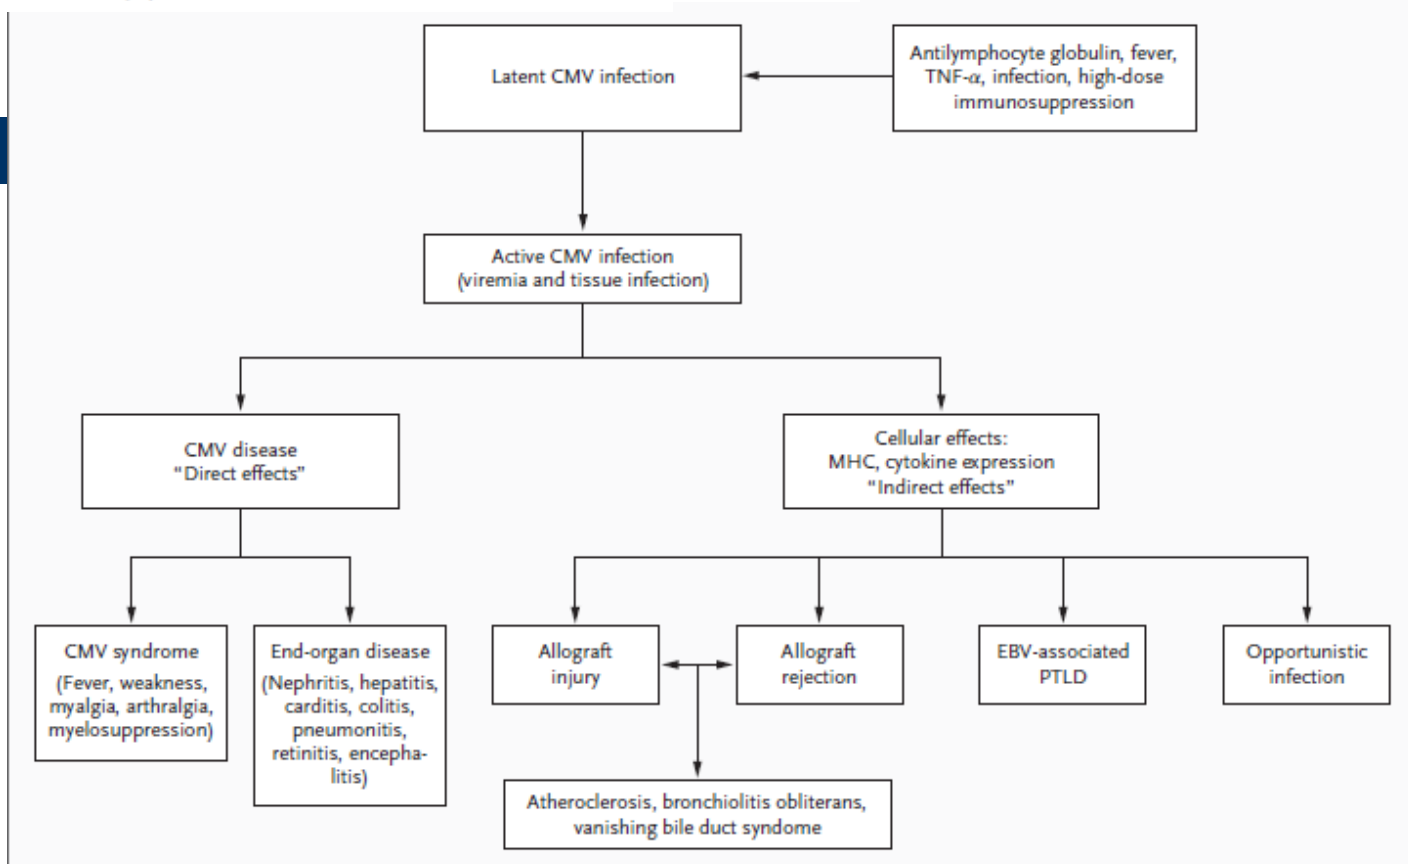 Latent CMV infection
Antilymphocyte globulin, fever,
TNF-α, infection, high-dose
immunosuppression
Active CMV infection
(viremia and tissue infection)
CMV disease
“Direct effects”
Cellular effects:
MHC, cytokine expression
“Indirect effects”
CMV syndrome
(Fever, weakness,
myalgia, arthralgia,
myelosuppression)
End-organ disease
(Nephritis, hepatitis,
carditis, colitis,
pneumonitis,
retinitis, encepha-
litis)
Allograft
injury
Allograft
rejection
EBV-associated
PTLD
Opportunistic
infection
Atheroclerosis, bronchiolitis obliterans,
vanishing bile duct syndome